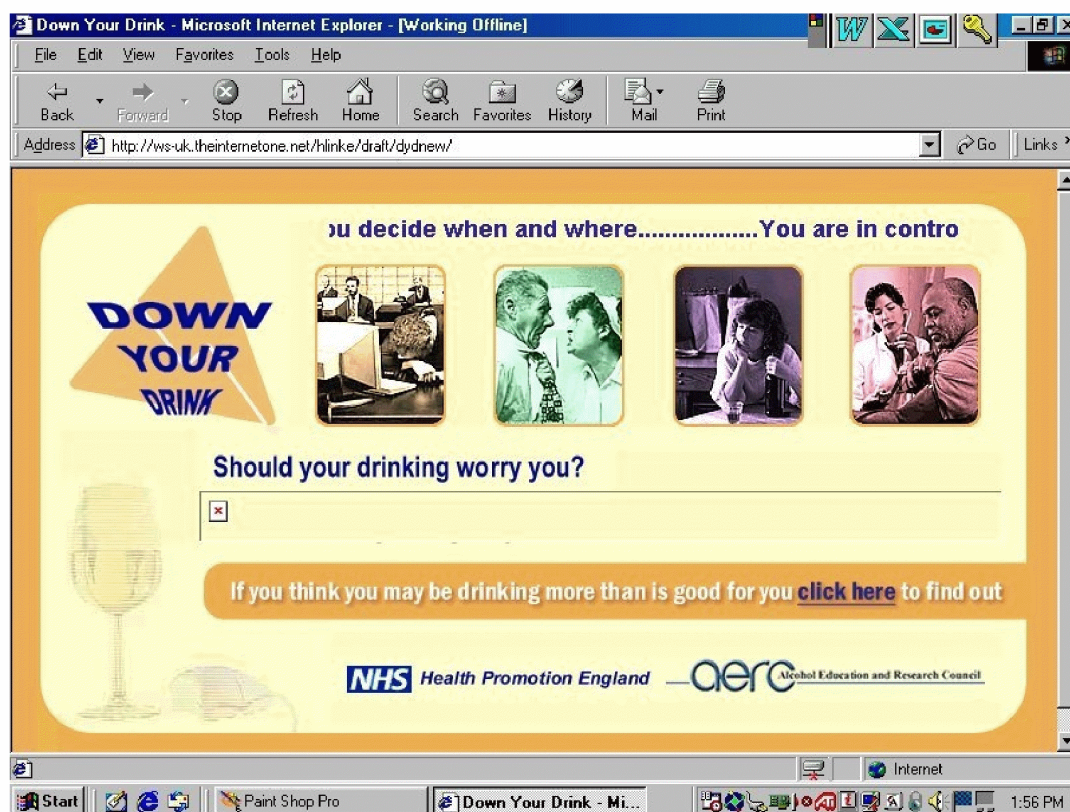 Down Your Drink - Microsoft Internet Explorer - [Working Offline]
File Edit View Favorites Tools Help
Back Forward Stop Refresh Home Search Favorites History Mail Print
Address http://ws-uk.theinternetone.net/hlinke/draft/dydnew/ Go Links
ou decide when and where..................You are in contro
DOWN
YOUR
DRINK
Should your drinking worry you?
If you think you may be drinking more than is good for you click here to find out
NHS Health Promotion England aerc Alcohol Education and Research Council
Internet
Start Paint Shop Pro Down Your Drink - Mi... 1:56 PM